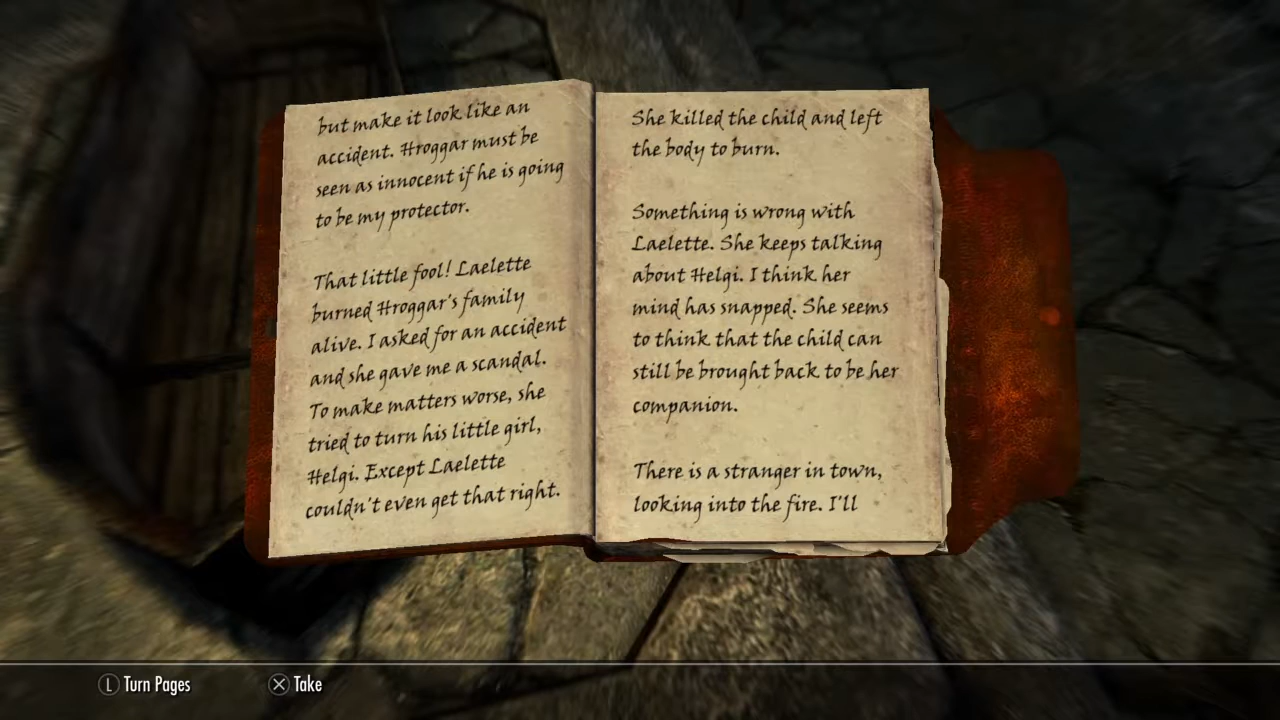 but make it look like an
accident. Hroggar must be
seen as innocent if he is going
to be my protector.
That little fool! Laelette
burned Hroggar's family
alive. I asked for an accident
and she gave me a scandal.
To make matters worse, she
tried to turn his little girl,
Helgi. Except Laelette
couldn't even get that right.
She killed the child and left
the body to burn.
Something is wrong with
Laelette. She keeps talking
about Helgi. I think her
mind has snapped. She seems
to think that the child can
still be brought back to be her
companion.
There is a stranger in town,
looking into the fire. I'll
L Turn Pages
X Take